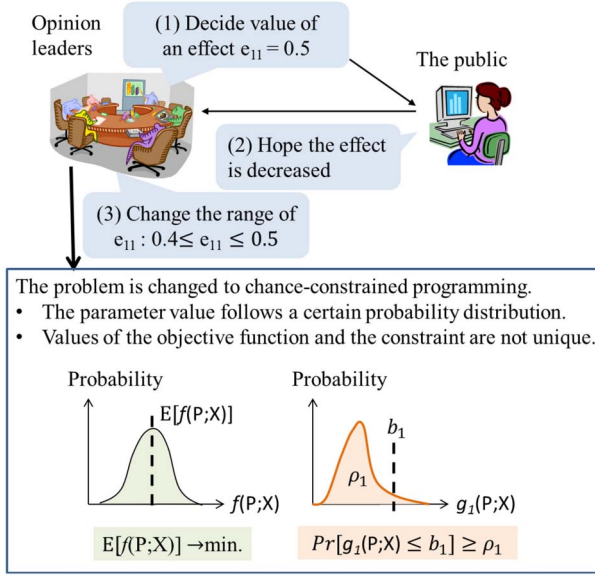 Opinion
leaders
(1) Decide value of
an effect e₁₁ = 0.5
The public
(2) Hope the effect
is decreased
(3) Change the range of
e₁₁ : 0.4≤ e₁₁ ≤ 0.5
The problem is changed to chance-constrained programming.
• The parameter value follows a certain probability distribution.
• Values of the objective function and the constraint are not unique.
Probability
E[f(P;X)]
f(P;X)
E[f(P;X)] →min.
Probability
b₁
ρ₁
g₁(P;X)
Pr[g₁(P;X) ≤ b₁] ≥ ρ₁